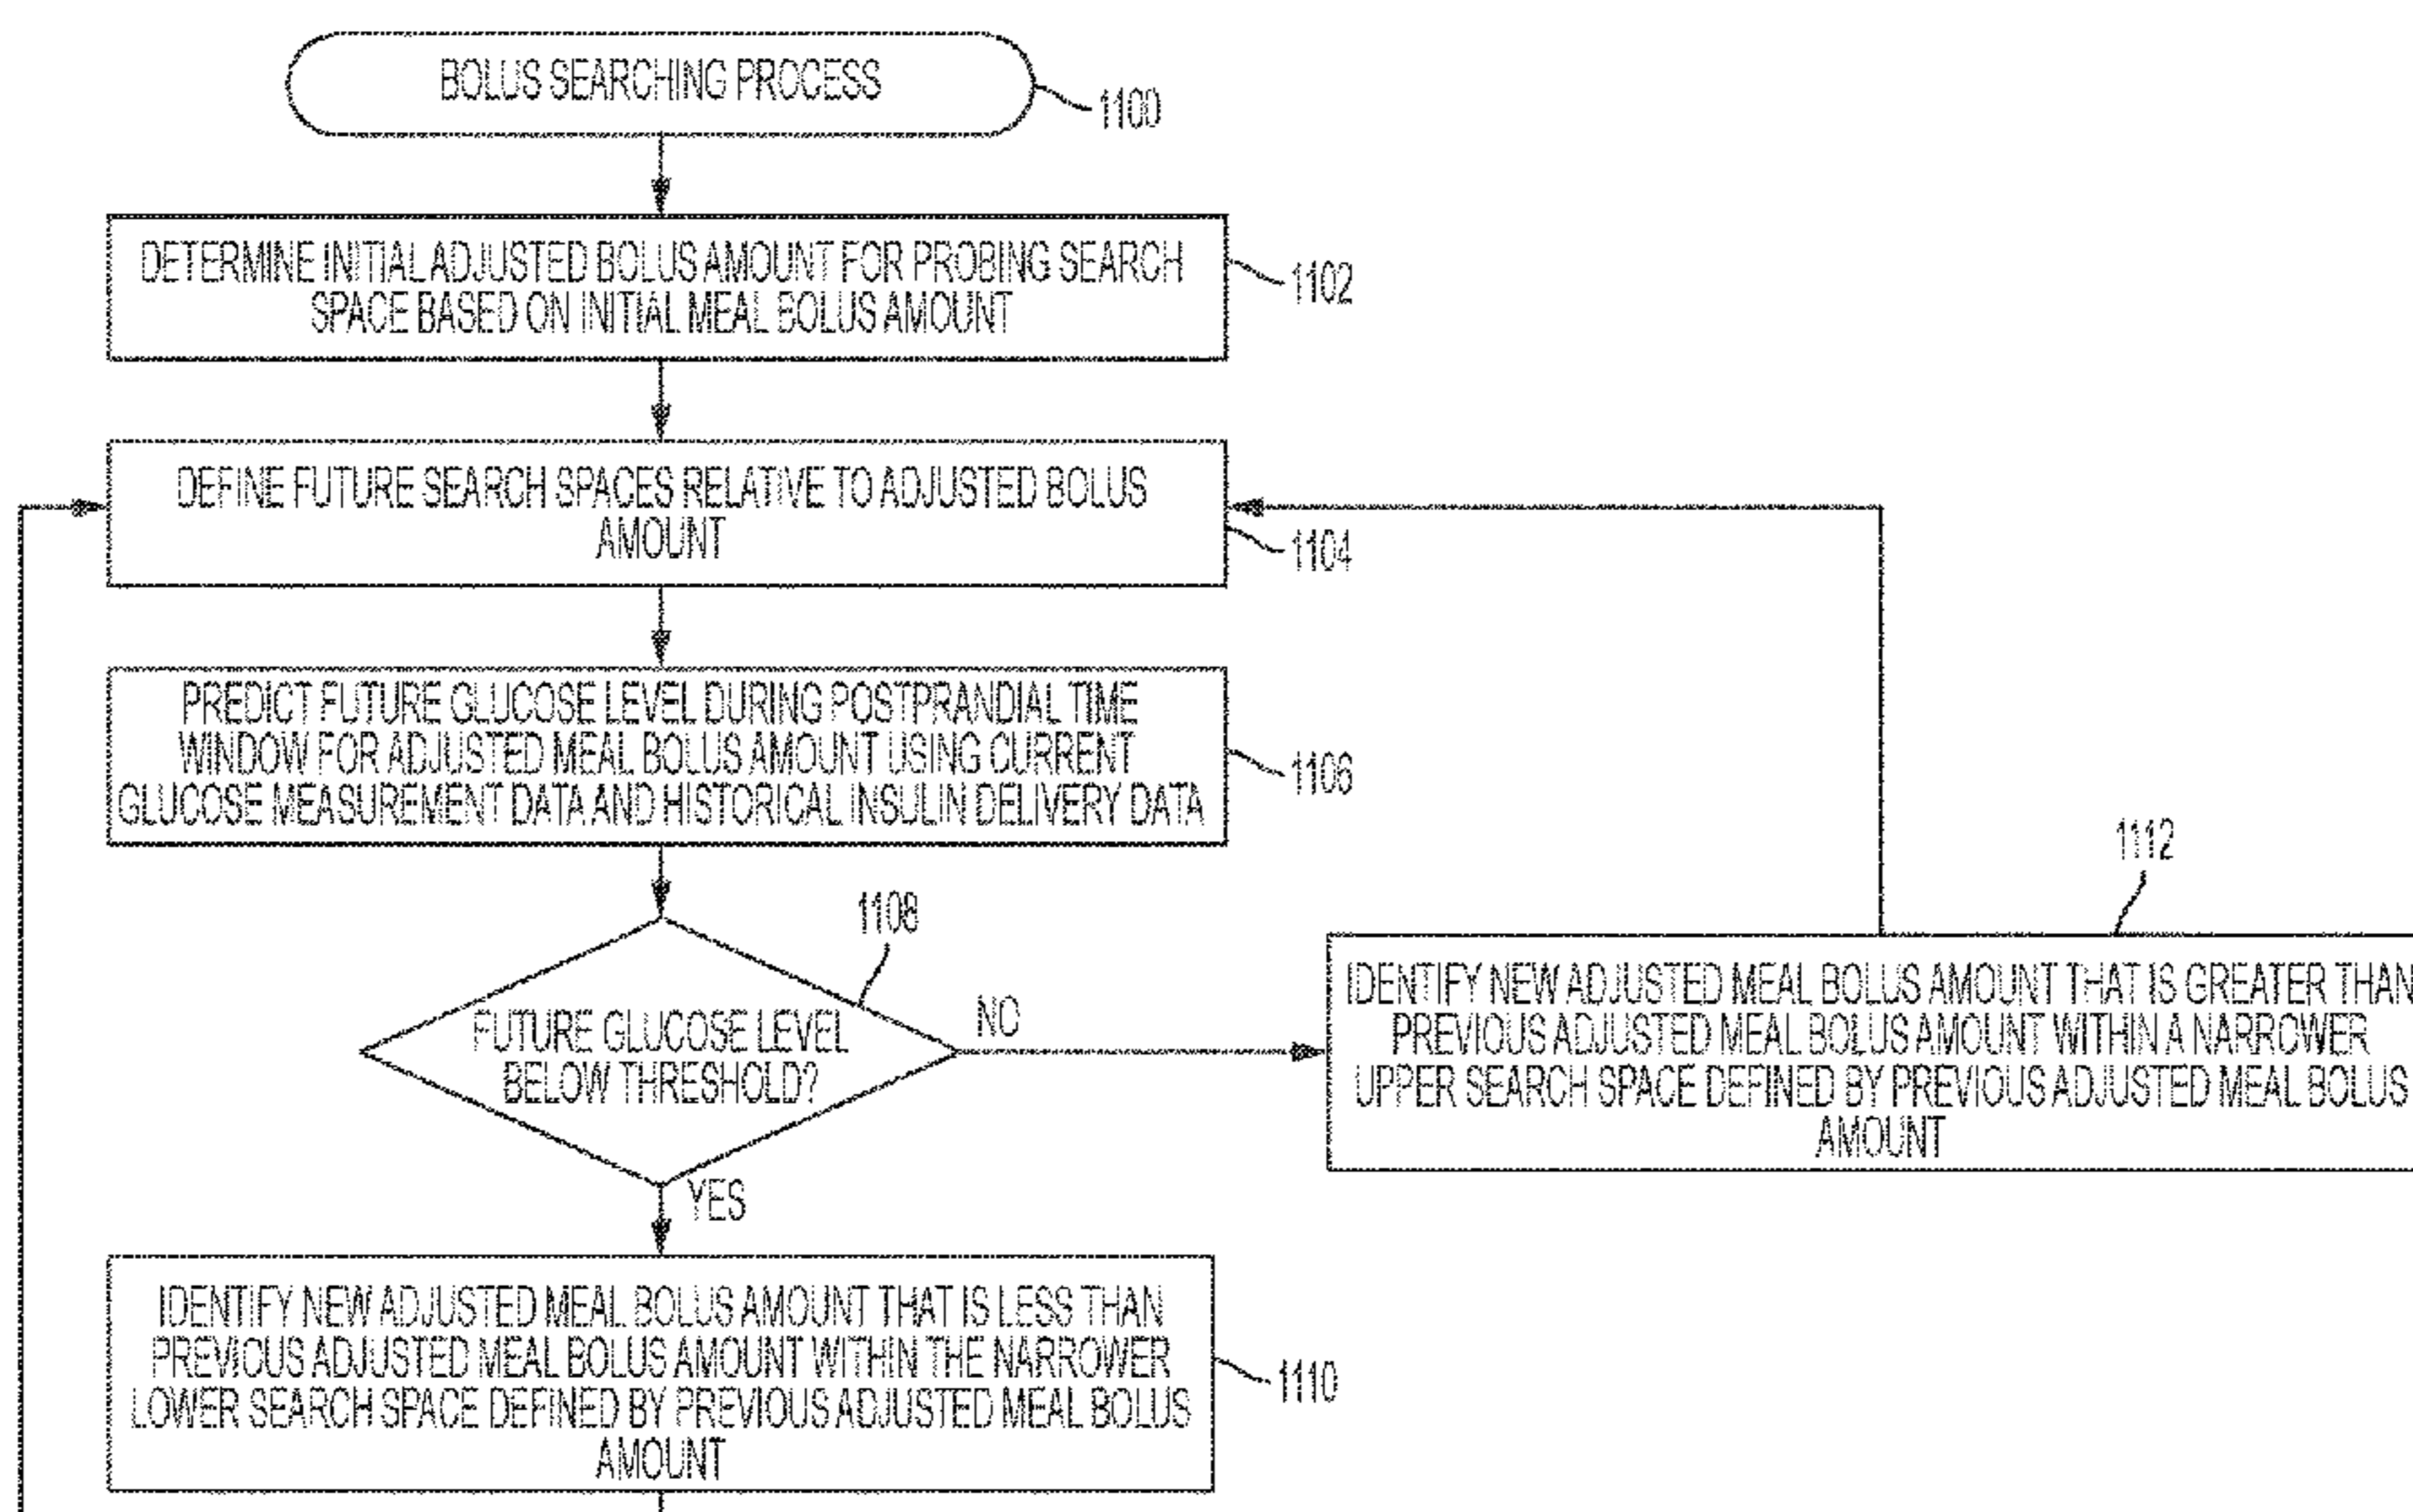 BOLUS SEARCHING PROCESS
1100
DETERMINE INITIAL ADJUSTED BOLUS AMOUNT FOR PROBING SEARCH
SPACE BASED ON INITIAL MEAL BOLUS AMOUNT
1102
DEFINE FUTURE SEARCH SPACES RELATIVE TO ADJUSTED BOLUS
AMOUNT
1104
PREDICT FUTURE GLUCOSE LEVEL DURING POSTPRANDIAL TIME
WINDOW FOR ADJUSTED MEAL BOLUS AMOUNT USING CURRENT
GLUCOSE MEASUREMENT DATA AND HISTORICAL INSULIN DELIVERY DATA
1106
1108
FUTURE GLUCOSE LEVEL
BELOW THRESHOLD?
NO
YES
1112
IDENTIFY NEW ADJUSTED MEAL BOLUS AMOUNT THAT IS GREATER THAN
PREVIOUS ADJUSTED MEAL BOLUS AMOUNT WITHIN A NARROWER
UPPER SEARCH SPACE DEFINED BY PREVIOUS ADJUSTED MEAL BOLUS
AMOUNT
IDENTIFY NEW ADJUSTED MEAL BOLUS AMOUNT THAT IS LESS THAN
PREVIOUS ADJUSTED MEAL BOLUS AMOUNT WITHIN THE NARROWER
LOWER SEARCH SPACE DEFINED BY PREVIOUS ADJUSTED MEAL BOLUS
AMOUNT
1110